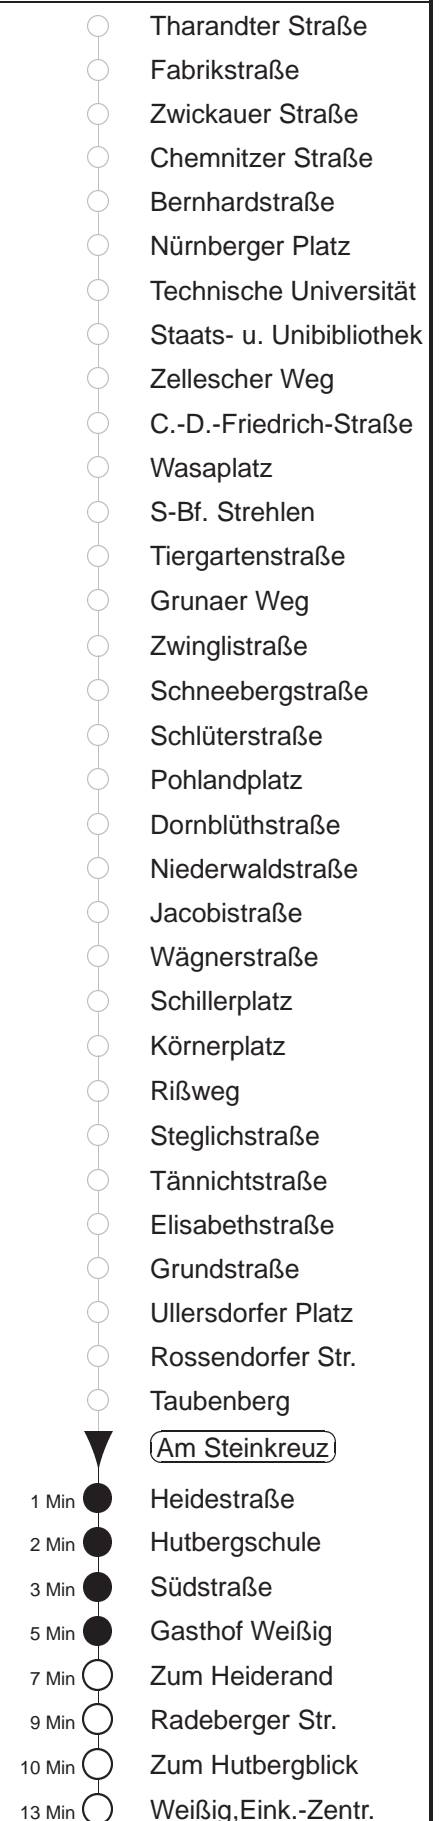 Tharandter Straße
Fabrikstraße
Zwickauer Straße
Chemnitzer Straße
Bernhardstraße
Nürnberger Platz
Technische Universität
Staats- u. Unibibliothek
Zellescher Weg
C.-D.-Friedrich-Straße
Wasaplatz
S-Bf. Strehlen
Tiergartenstraße
Grunaer Weg
Zwinglistraße
Schneebergstraße
Schlüterstraße
Pohlandplatz
Dornblüthstraße
Niederwaldstraße
Jacobistraße
Wägnerstraße
Schillerplatz
Körnerplatz
Rißweg
Steglichstraße
Tännichtstraße
Elisabethstraße
Grundstraße
Ullersdorfer Platz
Rossendorfer Str.
Taubenberg
Am Steinkreuz
1 Min Heidestraße
2 Min Hutbergschule
3 Min Südstraße
5 Min Gasthof Weißig
7 Min Zum Heiderand
9 Min Radeberger Str.
10 Min Zum Hutbergblick
13 Min Weißig,Eink.-Zentr.